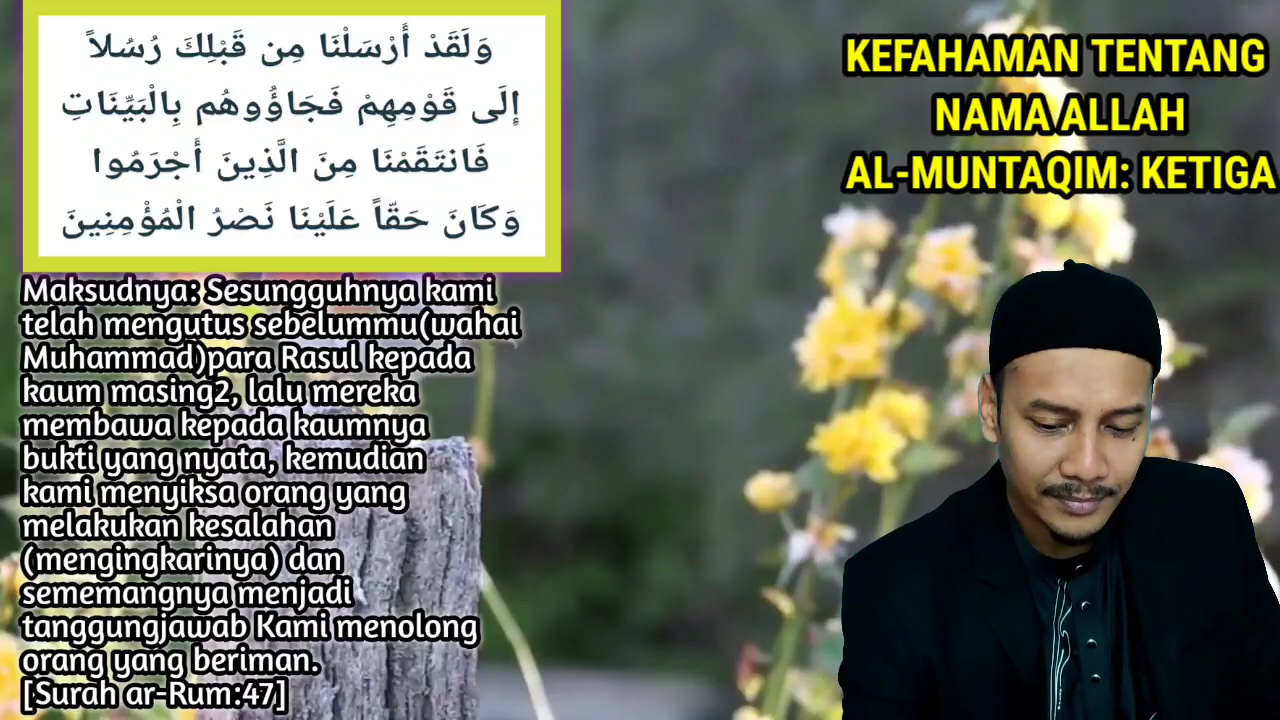 وَلَقَدْ أَرْسَلْنَا مِن قَبْلِكَ رُسُلاً
إِلَى قَوْمِهِمْ فَجَاؤُوهُم بِالْبَيِّنَاتِ
فَانتَقَمْنَا مِنَ الَّذِينَ أَجْرَمُوا
وَكَانَ حَقّاً عَلَيْنَا نَصْرُ الْمُؤْمِنِينَ
Maksudnya: Sesungguhnya kami
telah mengutus sebelummu(wahai
Muhammad)para Rasul kepada
kaum masing2, lalu mereka
membawa kepada kaumnya
bukti yang nyata, kemudian
kami menyiksa orang yang
melakukan kesalahan
(mengingkarinya) dan
sememangnya menjadi
tanggungjawab Kami menolong
orang yang beriman.
[Surah ar-Rum:47]
KEFAHAMAN TENTANG
NAMA ALLAH
AL-MUNTAQIM: KETIGA